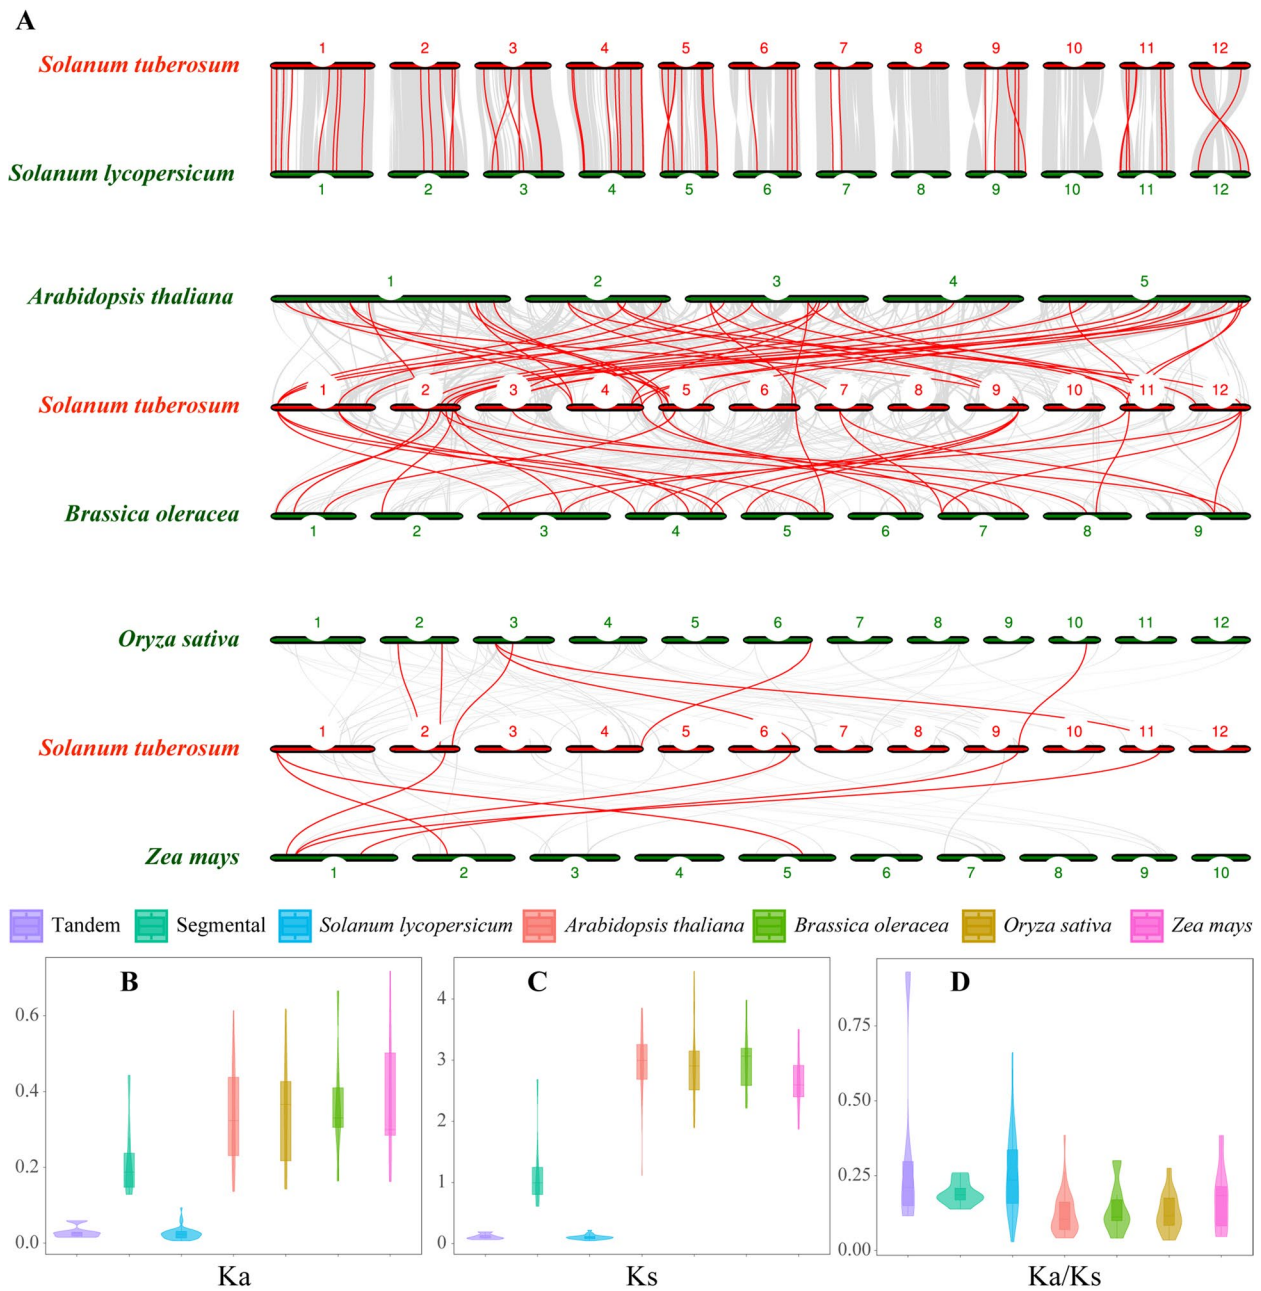 A
1 2 3 4 5 6 7 8 9 10 11 12
Solanum tuberosum
Solanum lycopersicum
1 2 3 4 5 6 7 8 9 10 11 12
1 2 3 4 5
Arabidopsis thaliana
1 2 3 4 5 6 7 8 9 10 11 12
Solanum tuberosum
Brassica oleracea
1 2 3 4 5 6 7 8 9
1 2 3 4 5 6 7 8 9 10 11 12
Oryza sativa
1 2 3 4 5 6 7 8 9 10 11 12
Solanum tuberosum
Zea mays
1 2 3 4 5 6 7 8 9 10
Tandem Segmental Solanum lycopersicum Arabidopsis thaliana Brassica oleracea Oryza sativa Zea mays
B
0.6
0.4
0.2
0.0
Ka
C
4
3
2
1
0
Ks
D
0.75
0.50
0.25
0.00
Ka/Ks